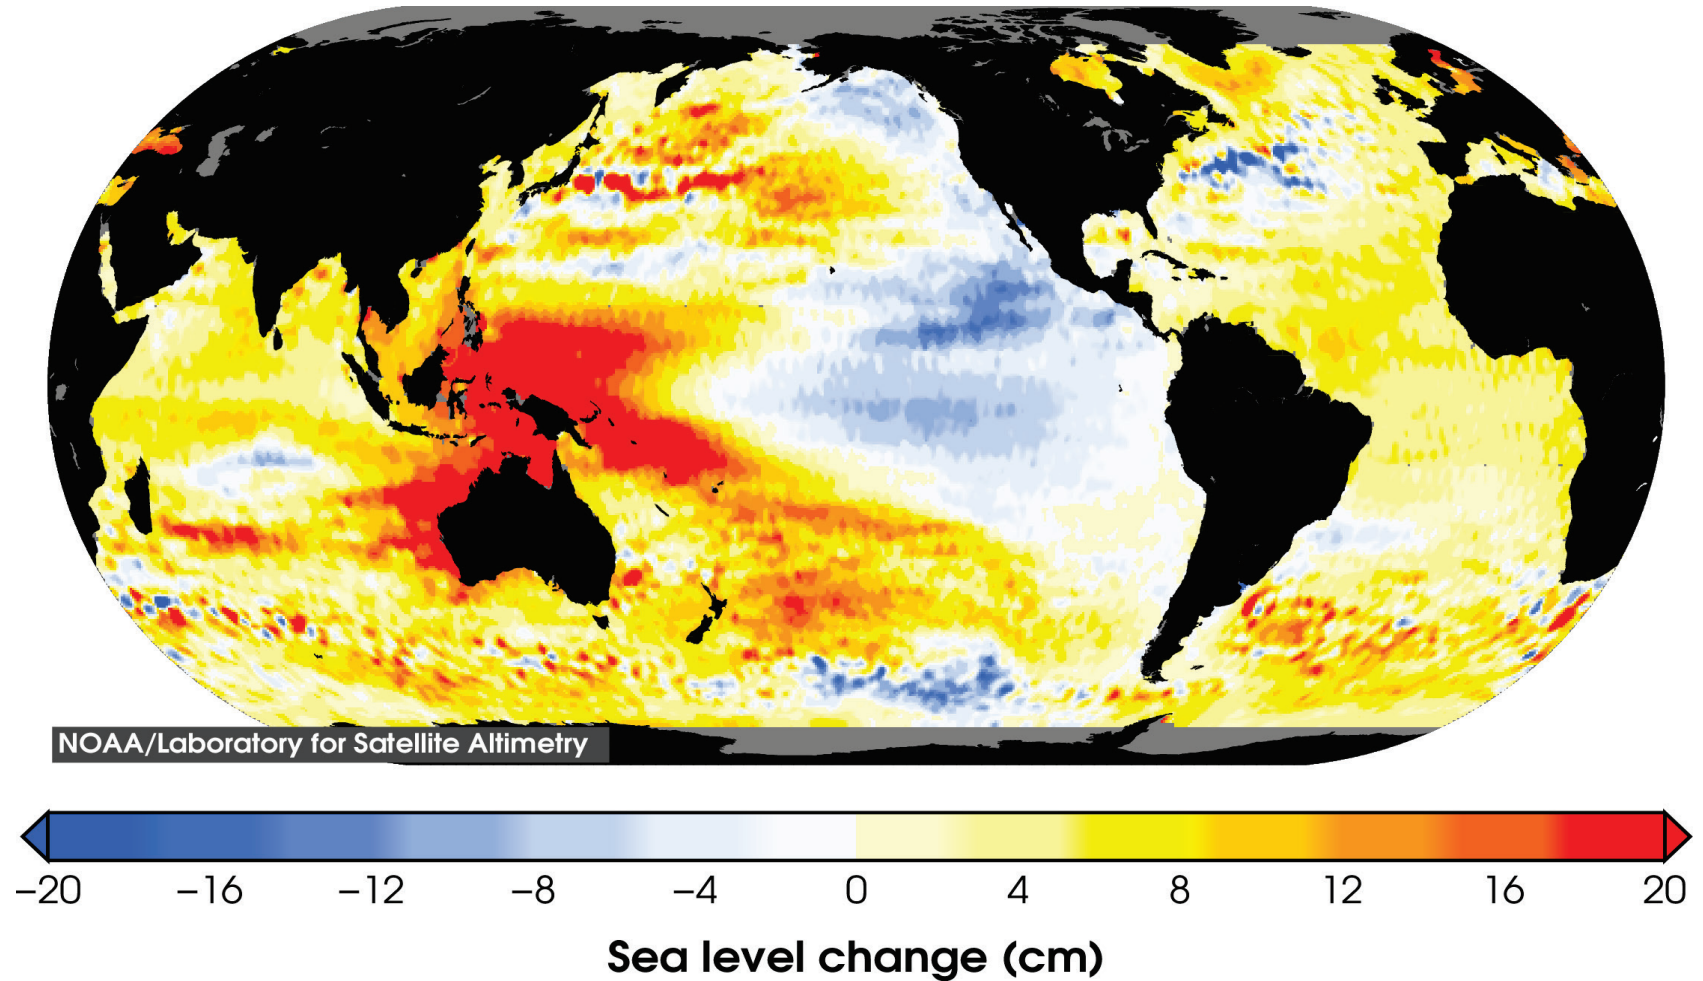 NOAA/Laboratory for Satellite Altimetry
–20 –16 –12 –8 –4 0 4 8 12 16 20
Sea level change (cm)